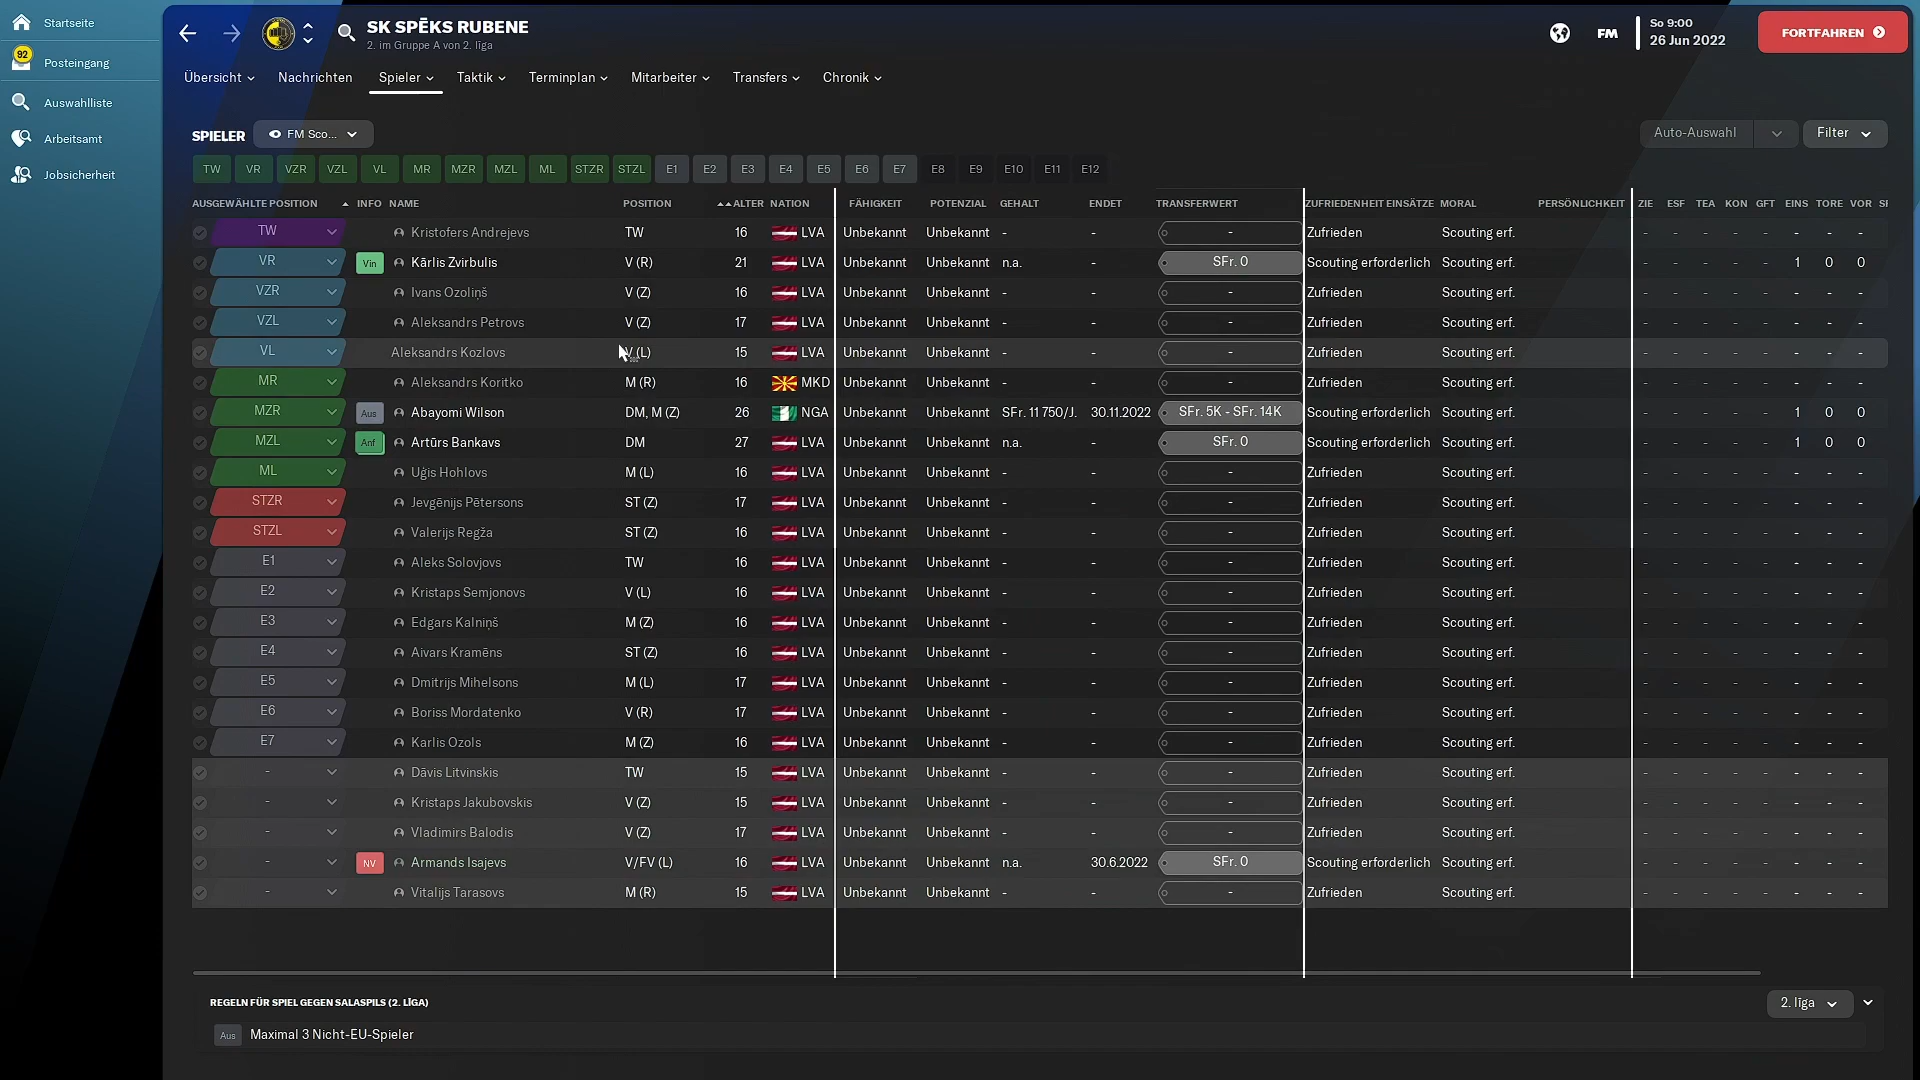 Startseite
92
Posteingang
Auswahlliste
Arbeitsamt
Jobsicherheit
SK SPĒKS RUBENE
2. im Gruppe A von 2. līga
FM
So 9:00
26 Jun 2022
FORTFAHREN
Übersicht Nachrichten Spieler Taktik Terminplan Mitarbeiter Transfers Chronik
SPIELER FM Sco... Auto-Auswahl Filter
TW VR VZR VZL VL MR MZR MZL ML STZR STZL E1 E2 E3 E4 E5 E6 E7 E8 E9 E10 E11 E12
AUSGEWÄHLTE POSITION INFO NAME POSITION ALTER NATION FÄHIGKEIT POTENZIAL GEHALT ENDET TRANSFERWERT ZUFRIEDENHEIT EINSÄTZE MORAL PERSÖNLICHKEIT ZIE ESF TEA KON GFT EINS TORE VOR
TW Kristofers Andrejevs TW 16 LVA Unbekannt Unbekannt - - - Zufrieden Scouting erf. - - - - - - - -
VR Vin Kārlis Zvirbulis V (R) 21 LVA Unbekannt Unbekannt n.a. SFr. 0 Scouting erforderlich Scouting erf. - - - - - 1 0 0
VZR Ivans Ozoliņš V (Z) 16 LVA Unbekannt Unbekannt - - - Zufrieden Scouting erf. - - - - - - - -
VZL Aleksandrs Petrovs V (Z) 17 LVA Unbekannt Unbekannt - - - Zufrieden Scouting erf. - - - - - - - -
VL Aleksandrs Kozlovs V (L) 15 LVA Unbekannt Unbekannt - - - Zufrieden Scouting erf. - - - - - - - -
MR Aleksandrs Koritko M (R) 16 MKD Unbekannt Unbekannt - - - Zufrieden Scouting erf. - - - - - - - -
MZR Aus Abayomi Wilson DM, M (Z) 26 NGA Unbekannt Unbekannt SFr. 11 750/J. 30.11.2022 SFr. 5K - SFr. 14K Scouting erforderlich Scouting erf. - - - - - 1 0 0
MZL Anf Artūrs Bankavs DM 27 LVA Unbekannt Unbekannt n.a. - SFr. 0 Scouting erforderlich Scouting erf. - - - - - 1 0 0
ML Uģis Hohlovs M (L) 16 LVA Unbekannt Unbekannt - - - Zufrieden Scouting erf. - - - - - - - -
STZR Jevgēnijs Pētersons ST (Z) 17 LVA Unbekannt Unbekannt - - - Zufrieden Scouting erf. - - - - - - - -
STZL Valerijs Regža ST (Z) 16 LVA Unbekannt Unbekannt - - - Zufrieden Scouting erf. - - - - - - - -
E1 Aleks Solovjovs TW 16 LVA Unbekannt Unbekannt - - - Zufrieden Scouting erf. - - - - - - - -
E2 Kristaps Semjonovs V (L) 16 LVA Unbekannt Unbekannt - - - Zufrieden Scouting erf. - - - - - - - -
E3 Edgars Kalniņš M (Z) 16 LVA Unbekannt Unbekannt - - - Zufrieden Scouting erf. - - - - - - - -
E4 Aivars Kramēns ST (Z) 16 LVA Unbekannt Unbekannt - - - Zufrieden Scouting erf. - - - - - - - -
E5 Dmitrijs Mihelsons M (L) 17 LVA Unbekannt Unbekannt - - - Zufrieden Scouting erf. - - - - - - - -
E6 Boriss Mordatenko V (R) 17 LVA Unbekannt Unbekannt - - - Zufrieden Scouting erf. - - - - - - - -
E7 Karlis Ozols M (Z) 16 LVA Unbekannt Unbekannt - - - Zufrieden Scouting erf. - - - - - - - -
- Dāvis Litvinskis TW 15 LVA Unbekannt Unbekannt - - - Zufrieden Scouting erf. - - - - - - - -
- Kristaps Jakubovskis V (Z) 15 LVA Unbekannt Unbekannt - - - Zufrieden Scouting erf. - - - - - - - -
- Vladimirs Balodis V (Z) 17 LVA Unbekannt Unbekannt - - - Zufrieden Scouting erf. - - - - - - - -
- NV Armands Isajevs V/FV (L) 16 LVA Unbekannt Unbekannt n.a. 30.6.2022 SFr. 0 Scouting erforderlich Scouting erf. - - - - - - - -
- Vitalijs Tarasovs M (R) 15 LVA Unbekannt Unbekannt - - - Zufrieden Scouting erf. - - - - - - - -
REGELN FÜR SPIEL GEGEN SALASPILS (2. LĪGA) 2. līga
Aus Maximal 3 Nicht-EU-Spieler